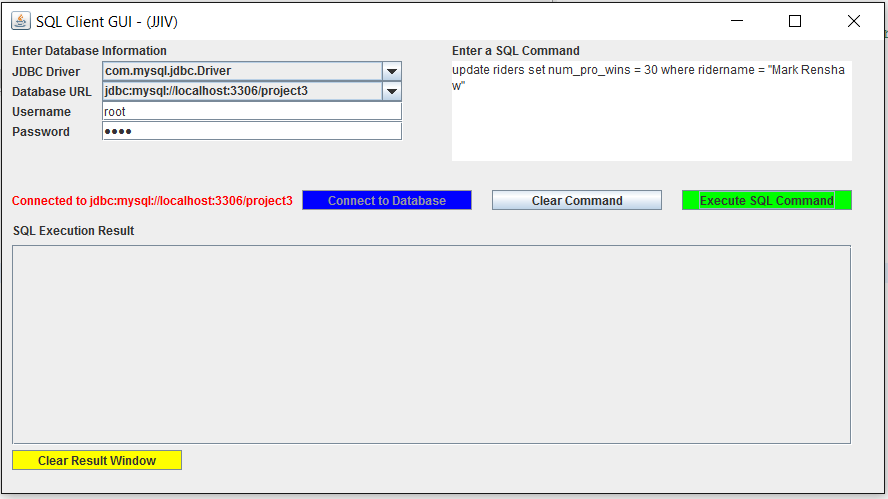 SQL Client GUI - (JJIV)
Enter Database Information
JDBC Driver
com.mysql.jdbc.Driver
Database URL
jdbc:mysql://localhost:3306/project3
Username
root
Password
••••
Enter a SQL Command
update riders set num_pro_wins = 30 where ridername = "Mark Rensha
w"
Connected to jdbc:mysql://localhost:3306/project3
Connect to Database
Clear Command
Execute SQL Command
SQL Execution Result
Clear Result Window